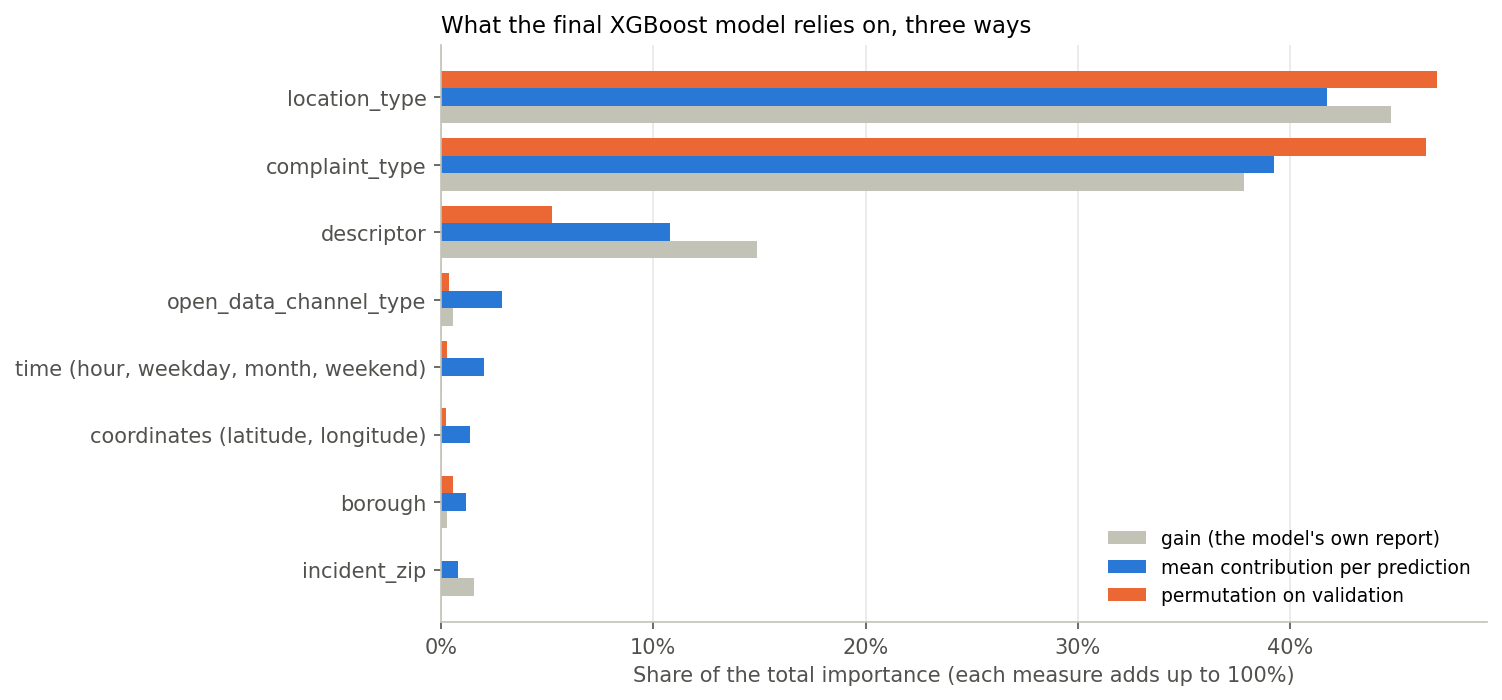 What the final XGBoost model relies on, three ways
location_type
complaint_type
descriptor
open_data_channel_type
time (hour, weekday, month, weekend)
coordinates (latitude, longitude)
borough
incident_zip
gain (the model's own report)
mean contribution per prediction
permutation on validation
0% 10% 20% 30% 40%
Share of the total importance (each measure adds up to 100%)